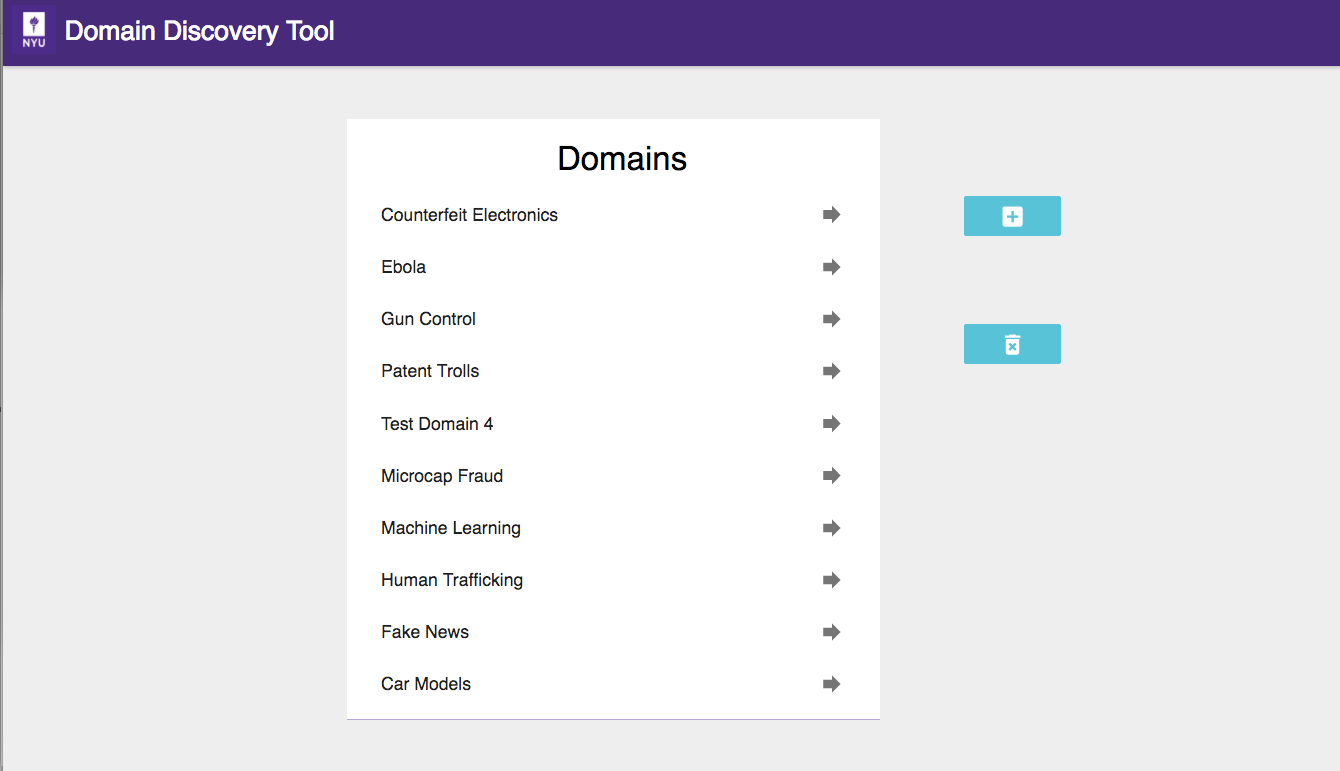 NYU
Domain Discovery Tool
Domains
Counterfeit Electronics
Ebola
Gun Control
Patent Trolls
Test Domain 4
Microcap Fraud
Machine Learning
Human Trafficking
Fake News
Car Models